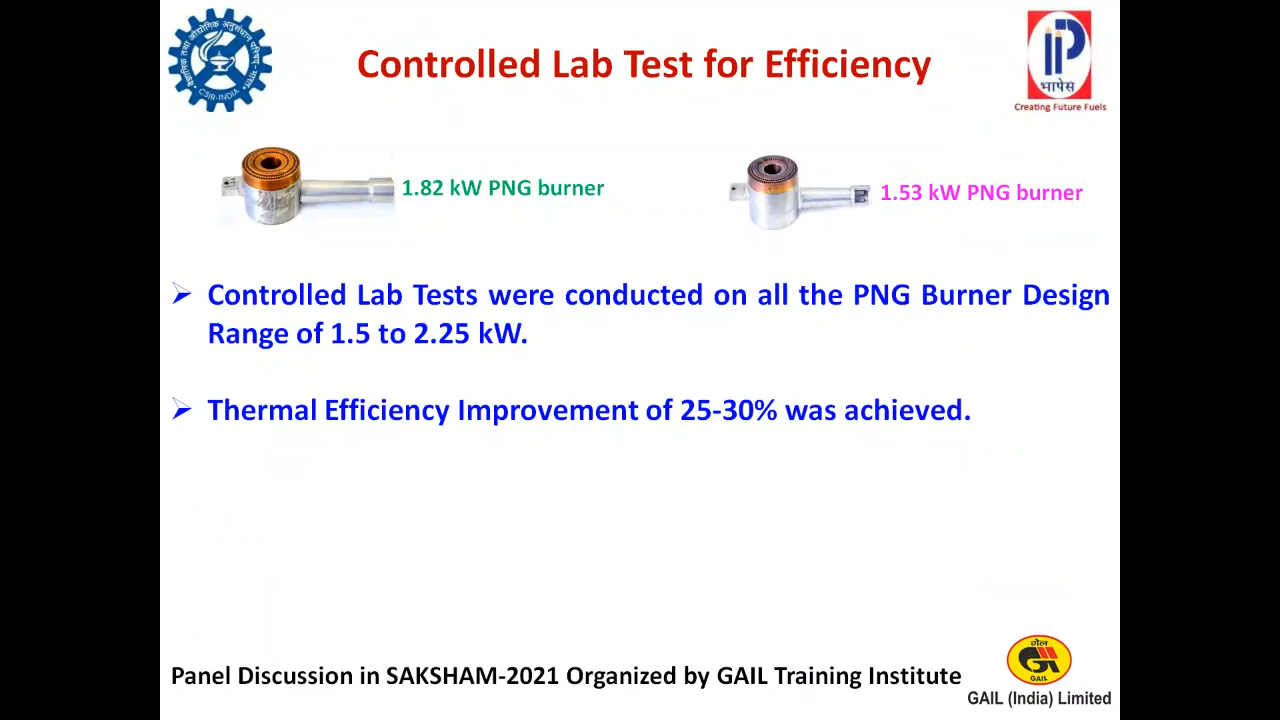 Controlled Lab Test for Efficiency
CSIR-INDIA
भापेस
Creating Future Fuels
1.82 kW PNG burner
1.53 kW PNG burner
➢ Controlled Lab Tests were conducted on all the PNG Burner Design
Range of 1.5 to 2.25 kW.
➢ Thermal Efficiency Improvement of 25-30% was achieved.
Panel Discussion in SAKSHAM-2021 Organized by GAIL Training Institute
गेल
GAIL
GAIL (India) Limited